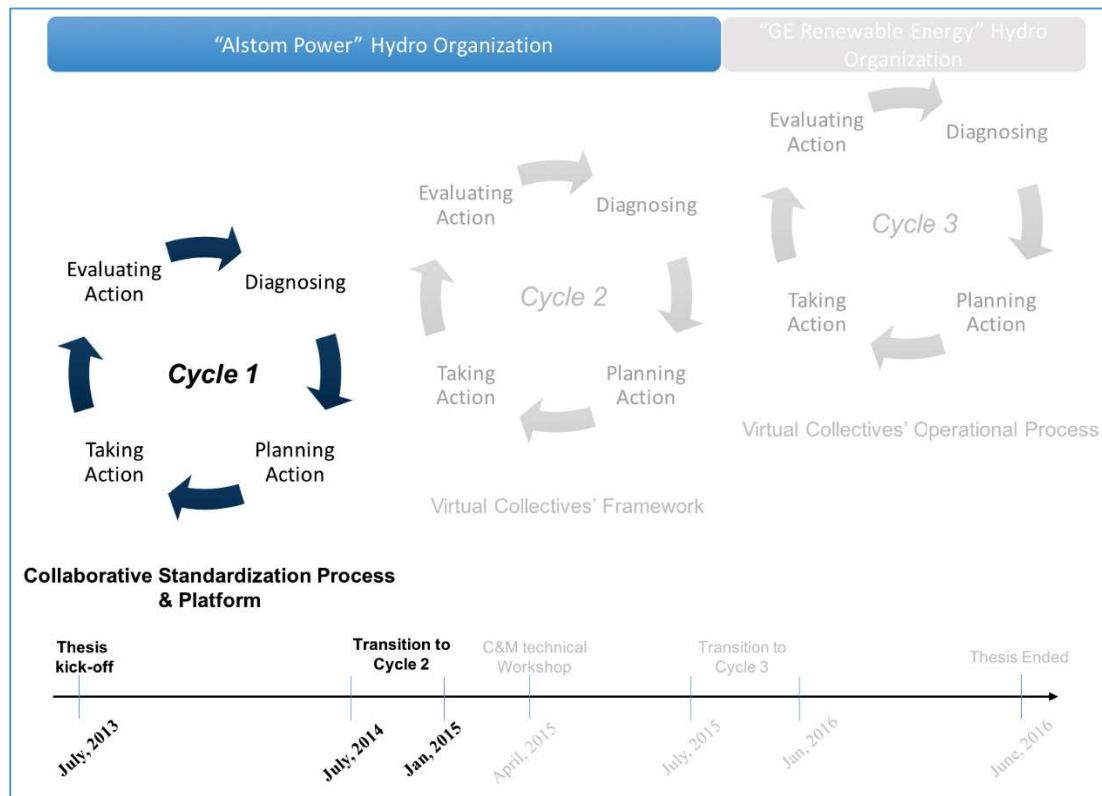 “Alstom Power” Hydro Organization
“GE Renewable Energy” Hydro
Organization
Evaluating
Action
Diagnosing
Cycle 1
Taking
Action
Planning
Action
Collaborative Standardization Process
& Platform
Evaluating
Action
Diagnosing
Cycle 2
Taking
Action
Planning
Action
Virtual Collectives’ Framework
Evaluating
Action
Diagnosing
Cycle 3
Taking
Action
Planning
Action
Virtual Collectives’ Operational Process
Thesis
kick-off
Transition to
Cycle 2
C&M technical
Workshop
Transition to
Cycle 3
Thesis Ended
July, 2013
July, 2014
Jan, 2015
April, 2015
July, 2015
Jan, 2016
June, 2016